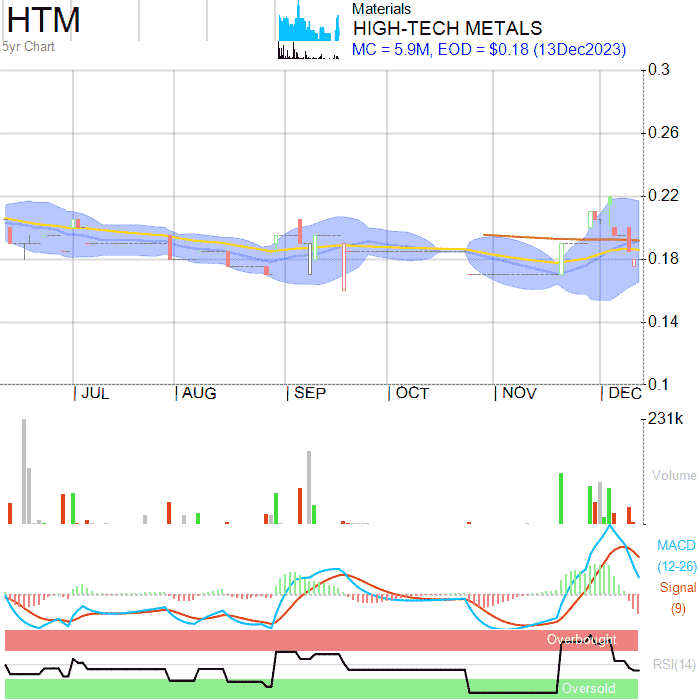 HTM
5yr Chart
Materials
HIGH-TECH METALS
MC = 5.9M, EOD = $0.18 (13Dec2023)
0.3
0.26
0.22
0.18
0.14
0.1
JUL AUG SEP OCT NOV DEC
231k
Volume
MACD
(12-26)
Signal
(9)
Overbought
RSI(14)
Oversold